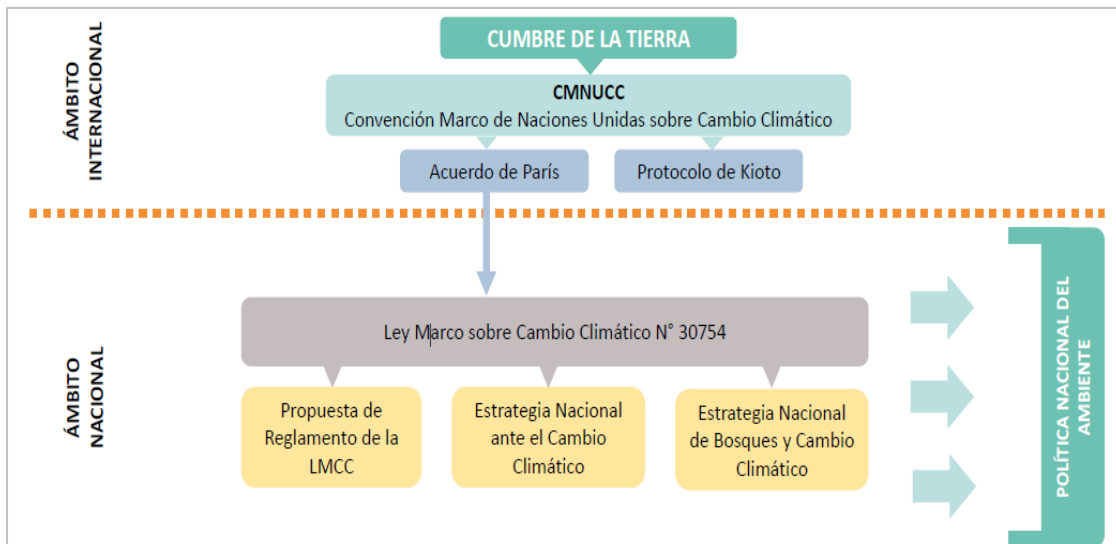 ÁMBITO
INTERNACIONAL
CUMBRE DE LA TIERRA
CMNUCC
Convención Marco de Naciones Unidas sobre Cambio Climático
Acuerdo de París
Protocolo de Kioto
ÁMBITO
NACIONAL
Ley Marco sobre Cambio Climático N° 30754
Propuesta de
Reglamento de la
LMCC
Estrategia Nacional
ante el Cambio
Climático
Estrategia Nacional
de Bosques y Cambio
Climático
POLÍTICA NACIONAL DEL
AMBIENTE